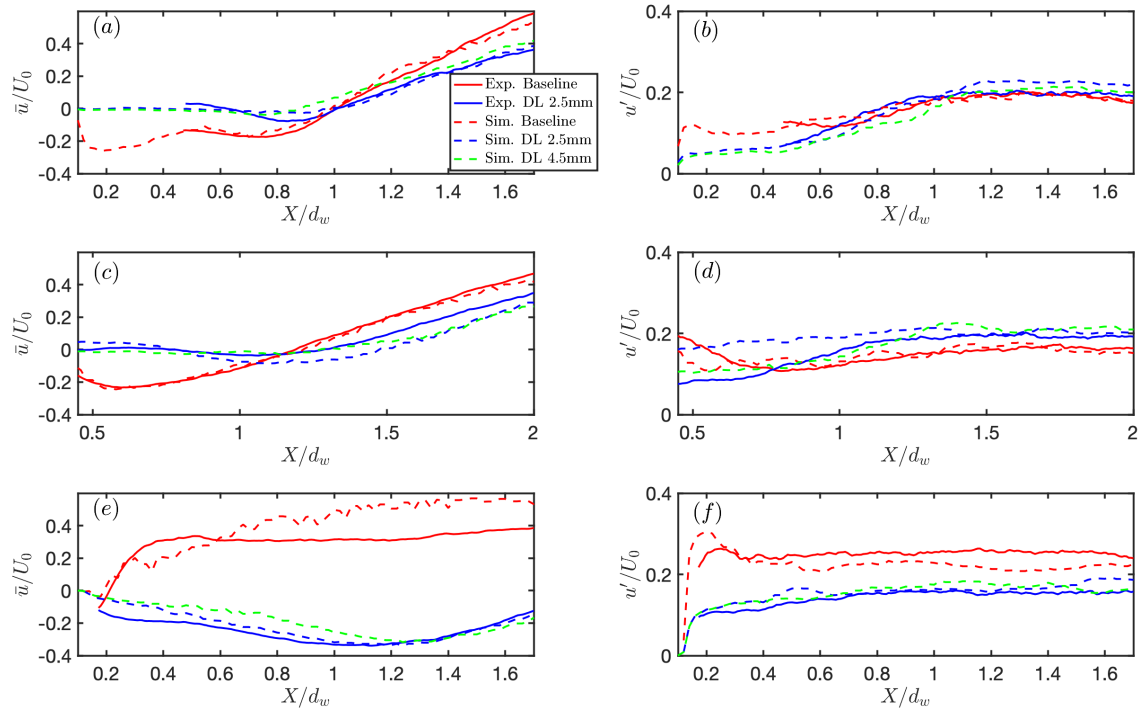 (a)
ū/U₀
0.4
0.2
0
-0.2
-0.4
0.2 0.4 0.6 0.8 1 1.2 1.4 1.6
X/d_w
Exp. Baseline
Exp. DL 2.5mm
Sim. Baseline
Sim. DL 2.5mm
Sim. DL 4.5mm
(b)
u′/U₀
0.4
0.2
0
0.2 0.4 0.6 0.8 1 1.2 1.4 1.6
X/d_w
(c)
ū/U₀
0.4
0.2
0
-0.2
-0.4
0.5 1 1.5 2
X/d_w
(d)
u′/U₀
0.4
0.2
0
0.5 1 1.5 2
X/d_w
(e)
ū/U₀
0.4
0.2
0
-0.2
-0.4
0.2 0.4 0.6 0.8 1 1.2 1.4 1.6
X/d_w
(f)
u′/U₀
0.4
0.2
0
0.2 0.4 0.6 0.8 1 1.2 1.4 1.6
X/d_w